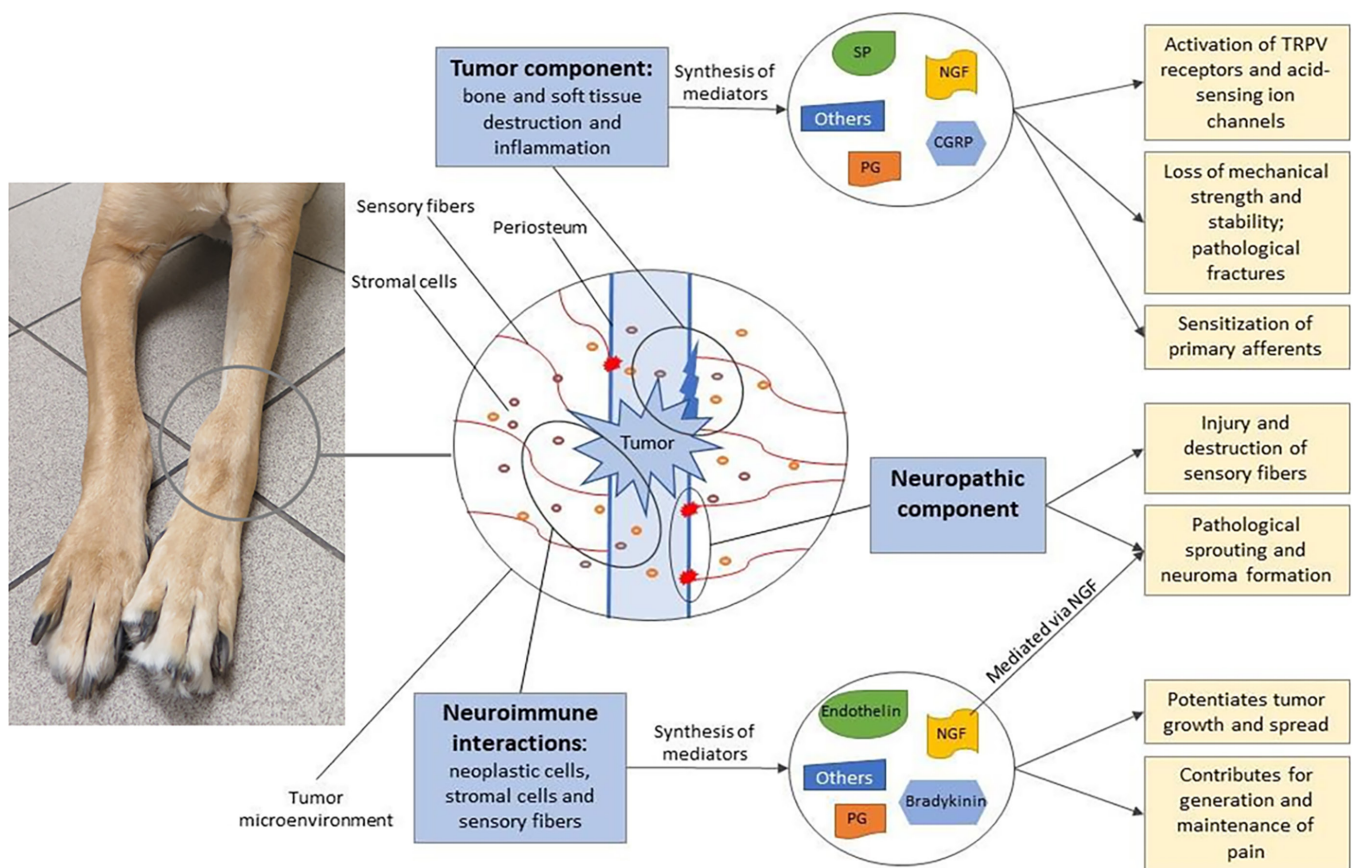 Tumor component:
bone and soft tissue
destruction and
inflammation
Synthesis of
mediators
SP
NGF
Others
CGRP
PG
Activation of TRPV
receptors and acid-
sensing ion
channels
Loss of mechanical
strength and
stability;
pathological
fractures
Sensitization of
primary afferents
Sensory fibers
Periosteum
Stromal cells
Tumor
Neuropathic
component
Injury and
destruction of
sensory fibers
Pathological
sprouting and
neuroma formation
Mediated via NGF
Tumor
microenvironment
Neuroimmune
interactions:
neoplastic cells,
stromal cells and
sensory fibers
Synthesis of
mediators
Endothelin
NGF
Others
Bradykinin
PG
Potentiates tumor
growth and spread
Contributes for
generation and
maintenance of
pain